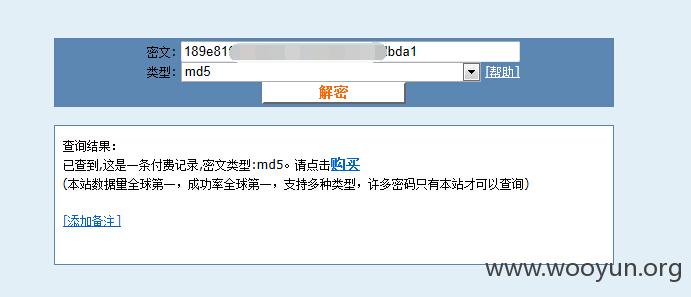 密文: 189e81 bda1
类型: md5 [帮助]
解密
查询结果:
已查到,这是一条付费记录,密文类型:md5。请点击购买
(本站数据量全球第一，成功率全球第一，支持多种类型，许多密码只有本站才可以查询)
[添加备注]
www.wooyun.org